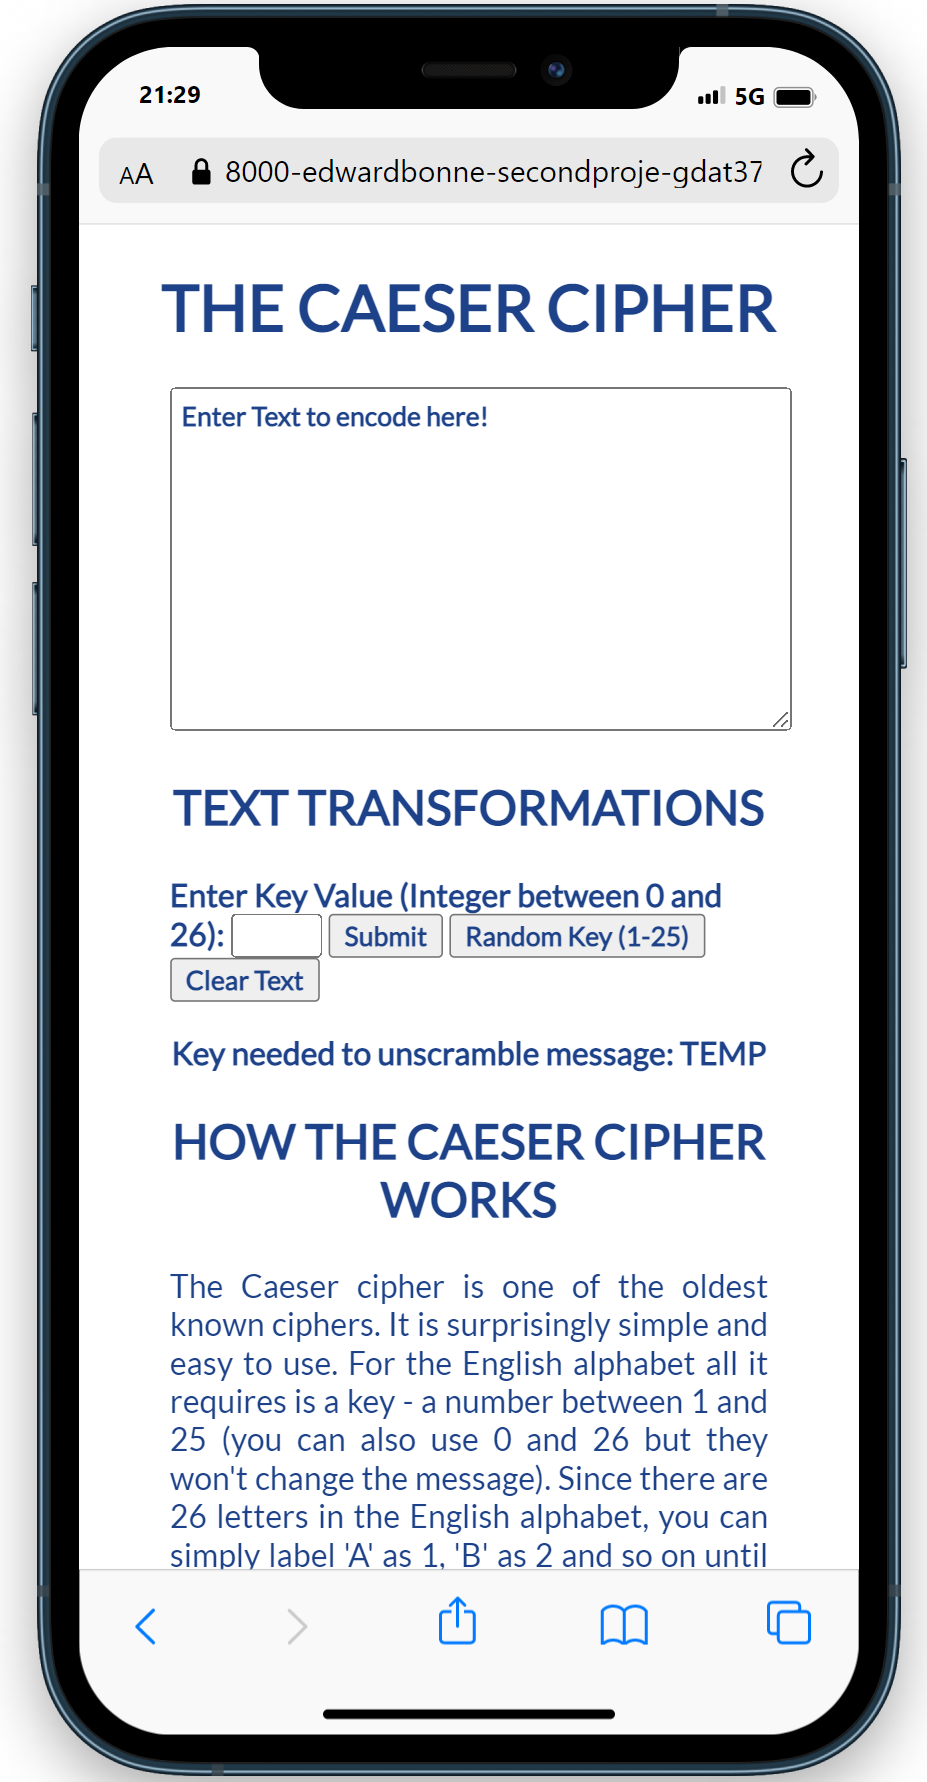 21:29
5G
AA
8000-edwardbonne-secondproje-gdat37
THE CAESER CIPHER
Enter Text to encode here!
TEXT TRANSFORMATIONS
Enter Key Value (Integer between 0 and
26): Submit Random Key (1-25)
Clear Text
Key needed to unscramble message: TEMP
HOW THE CAESER CIPHER
WORKS
The Caeser cipher is one of the oldest
known ciphers. It is surprisingly simple and
easy to use. For the English alphabet all it
requires is a key - a number between 1 and
25 (you can also use 0 and 26 but they
won't change the message). Since there are
26 letters in the English alphabet, you can
simply label 'A' as 1, 'B' as 2 and so on until